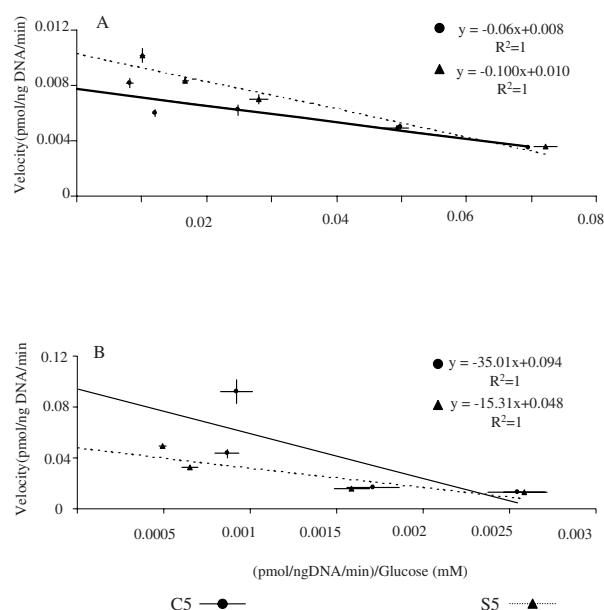 A
Velocity(pmol/ng DNA/min)
0.012
0.008
0.004
0
0.02
0.04
0.06
0.08
y = -0.06x+0.008
R²=1
y = -0.100x+0.010
R²=1
B
Velocity(pmol/ng DNA/min
0.12
0.08
0.04
0
0.0005
0.001
0.0015
0.002
0.0025
0.003
y = -35.01x+0.094
R²=1
y = -15.31x+0.048
R²=1
(pmol/ngDNA/min)/Glucose (mM)
C5
S5